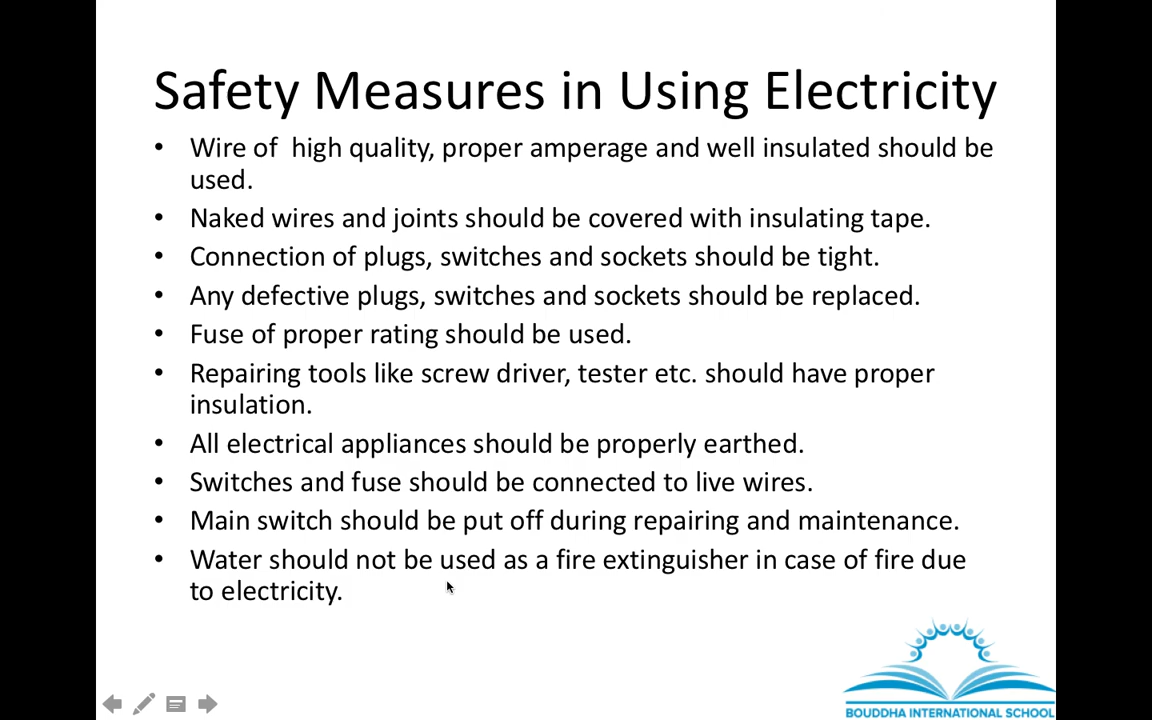 Safety Measures in Using Electricity
• Wire of  high quality, proper amperage and well insulated should be
used.
• Naked wires and joints should be covered with insulating tape.
• Connection of plugs, switches and sockets should be tight.
• Any defective plugs, switches and sockets should be replaced.
• Fuse of proper rating should be used.
• Repairing tools like screw driver, tester etc. should have proper
insulation.
• All electrical appliances should be properly earthed.
• Switches and fuse should be connected to live wires.
• Main switch should be put off during repairing and maintenance.
• Water should not be used as a fire extinguisher in case of fire due
to electricity.
BOUDDHA INTERNATIONAL SCHOOL